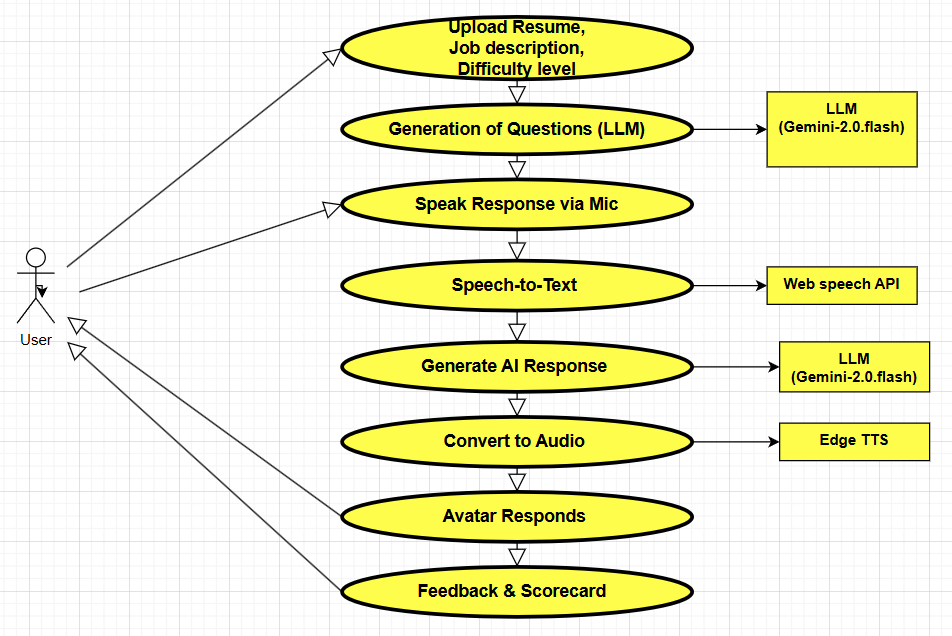 Upload Resume,
Job description,
Difficulty level
Generation of Questions (LLM)
LLM
(Gemini-2.0.flash)
Speak Response via Mic
Speech-to-Text
Web speech API
User
Generate AI Response
LLM
(Gemini-2.0.flash)
Convert to Audio
Edge TTS
Avatar Responds
Feedback & Scorecard